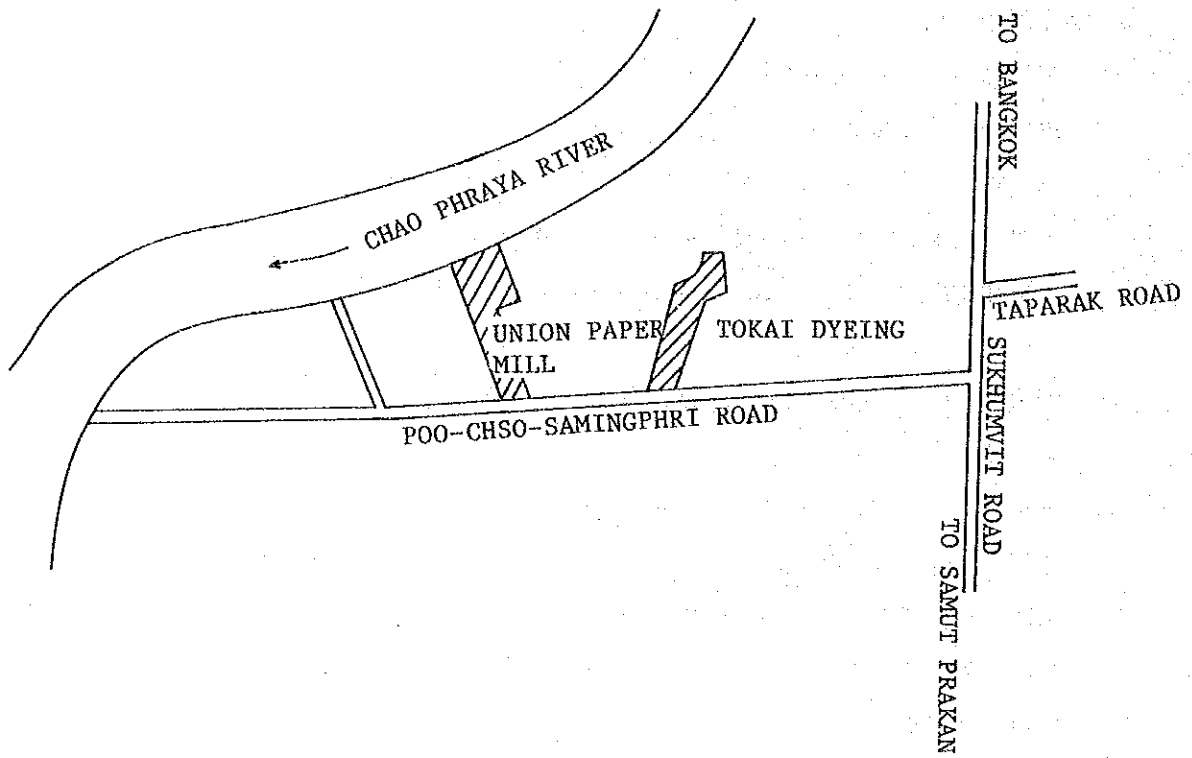 TO BANGKOK
CHAO PHRAYA RIVER
TAPARAK ROAD
UNION PAPER
MILL
TOKAI DYEING
SUKHUMVIT ROAD
POO-CHSO-SAMINGPHRI ROAD
TO SAMUT PRAKAN